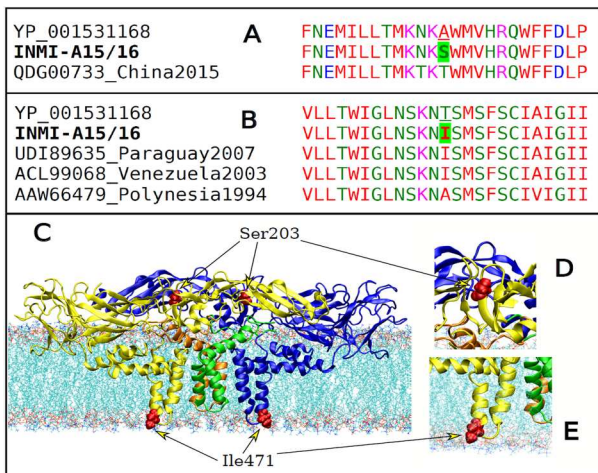 A
YP_001531168 FNEMILLTMKNKAWMVHRQWFFDLP
INMI-A15/16 FNEMILLTMKNKSWMVHRQWFFDLP
QDG00733_China2015 FNEMILLTMKTKTWMVHRQWFFDLP
B
YP_001531168 VLLTWIGLNSKNTSMSFSCIAIGII
INMI-A15/16 VLLTWIGLNSKNISMSFSCIAIGII
UDI89635_Paraguay2007 VLLTWIGLNSKNISMSFSCIAIGII
ACL99068_Venezuela2003 VLLTWIGLNSKNISMSFSCIAIGII
AAW66479_Polynesia1994 VLLTWIGLNSKNASMSFSCIVIGII
C
Ser203
D
E
Ile471